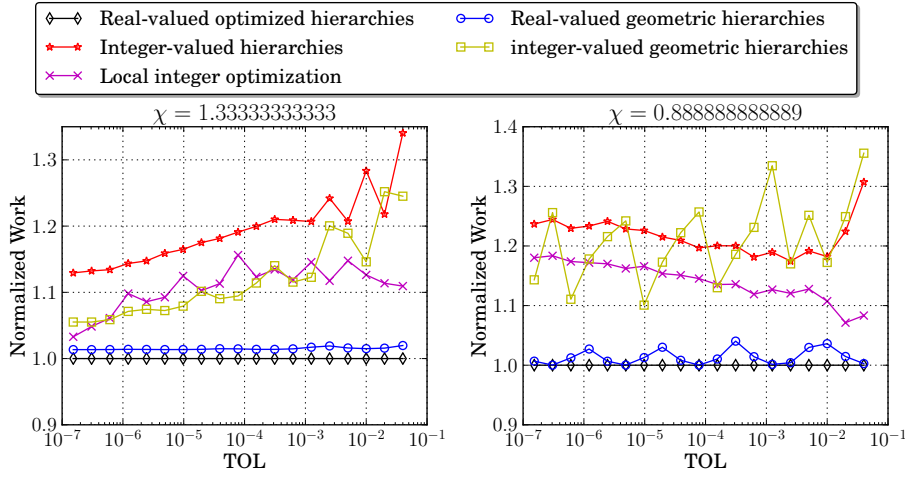 Real-valued optimized hierarchies
Real-valued geometric hierarchies
Integer-valued hierarchies
integer-valued geometric hierarchies
Local integer optimization
χ = 1.33333333333
χ = 0.888888888889
Normalized Work
1.3
1.2
1.1
1.0
0.9
10⁻⁷ 10⁻⁶ 10⁻⁵ 10⁻⁴ 10⁻³ 10⁻² 10⁻¹
TOL
Normalized Work
1.4
1.3
1.2
1.1
1.0
0.9
10⁻⁷ 10⁻⁶ 10⁻⁵ 10⁻⁴ 10⁻³ 10⁻² 10⁻¹
TOL